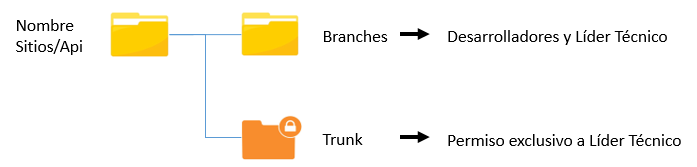 Nombre
Sitios/Api
Branches
Desarrolladores y Líder Técnico
Trunk
Permiso exclusivo a Líder Técnico